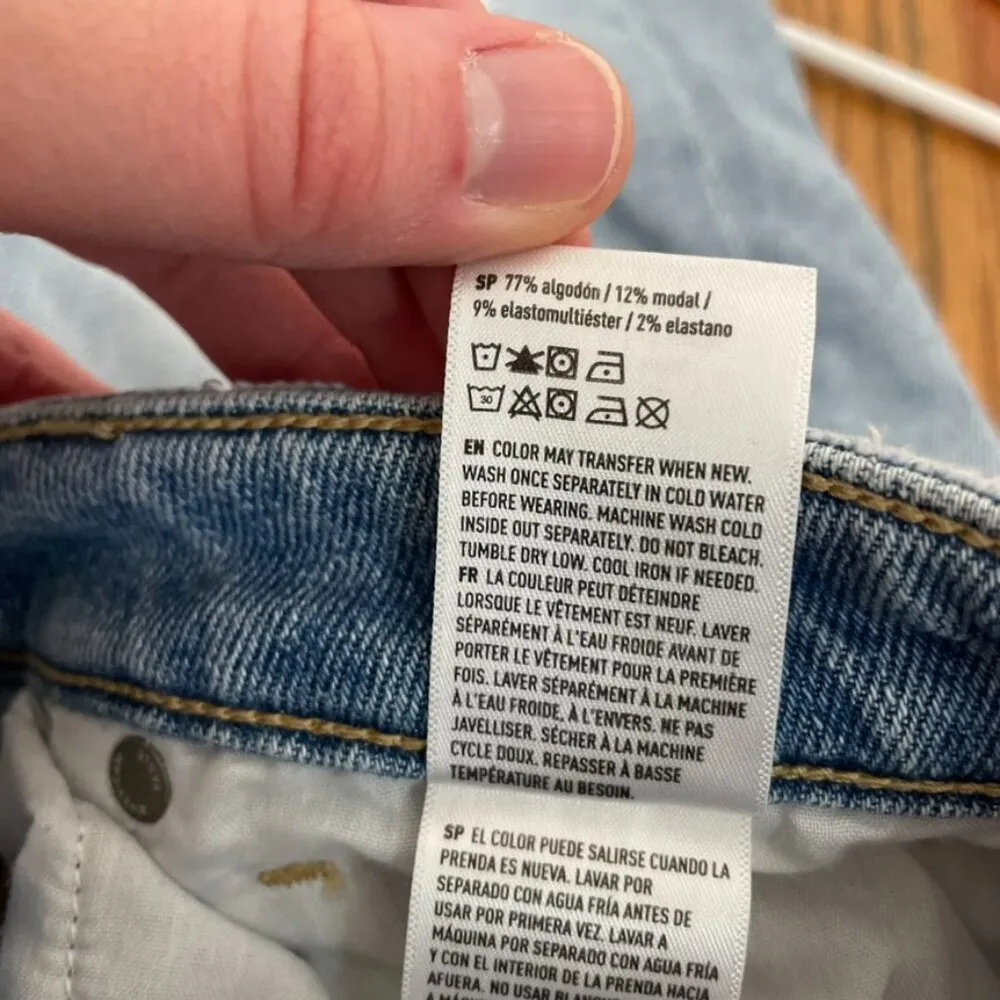 SP 77% algodón / 12% modal /
9% elastomultiéster / 2% elastano
30
EN COLOR MAY TRANSFER WHEN NEW.
WASH ONCE SEPARATELY IN COLD WATER
BEFORE WEARING. MACHINE WASH COLD
INSIDE OUT SEPARATELY. DO NOT BLEACH.
TUMBLE DRY LOW. COOL IRON IF NEEDED.
FR LA COULEUR PEUT DÉTEINDRE
LORSQUE LE VÊTEMENT EST NEUF. LAVER
SÉPARÉMENT À L'EAU FROIDE AVANT DE
PORTER LE VÊTEMENT POUR LA PREMIÈRE
FOIS. LAVER SÉPARÉMENT À LA MACHINE
À L'EAU FROIDE, À L'ENVERS. NE PAS
JAVELLISER. SÉCHER À LA MACHINE
CYCLE DOUX. REPASSER À BASSE
TEMPÉRATURE AU BESOIN.
SP EL COLOR PUEDE SALIRSE CUANDO LA
PRENDA ES NUEVA. LAVAR POR
SEPARADO CON AGUA FRÍA ANTES DE
USAR POR PRIMERA VEZ. LAVAR A
MÁQUINA POR SEPARADO CON AGUA FRÍA
Y CON EL INTERIOR DE LA PRENDA HACIA
AFUERA. NO USAR